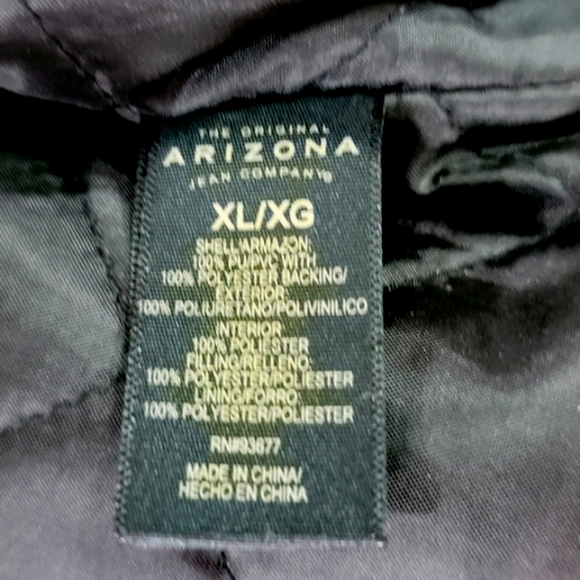 THE ORIGINAL
ARIZONA
JEAN COMPANY®
XL/XG
SHELL/ARMAZON:
100% PU/PVC WITH
100% POLYESTER BACKING/
EXTERIOR:
100% POLIURETANO/POLIVINILICO
INTERIOR:
100% POLIESTER
FILLING/RELLENO:
100% POLYESTER/POLIESTER
LINING/FORRO:
100% POLYESTER/POLIESTER
RN#93677
MADE IN CHINA/
HECHO EN CHINA